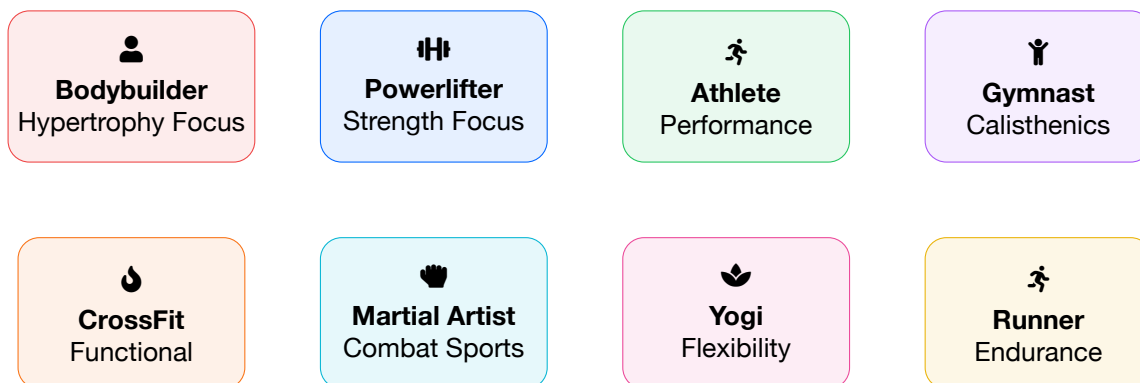 Bodybuilder
Hypertrophy Focus
Powerlifter
Strength Focus
Athlete
Performance
Gymnast
Calisthenics
CrossFit
Functional
Martial Artist
Combat Sports
Yogi
Flexibility
Runner
Endurance